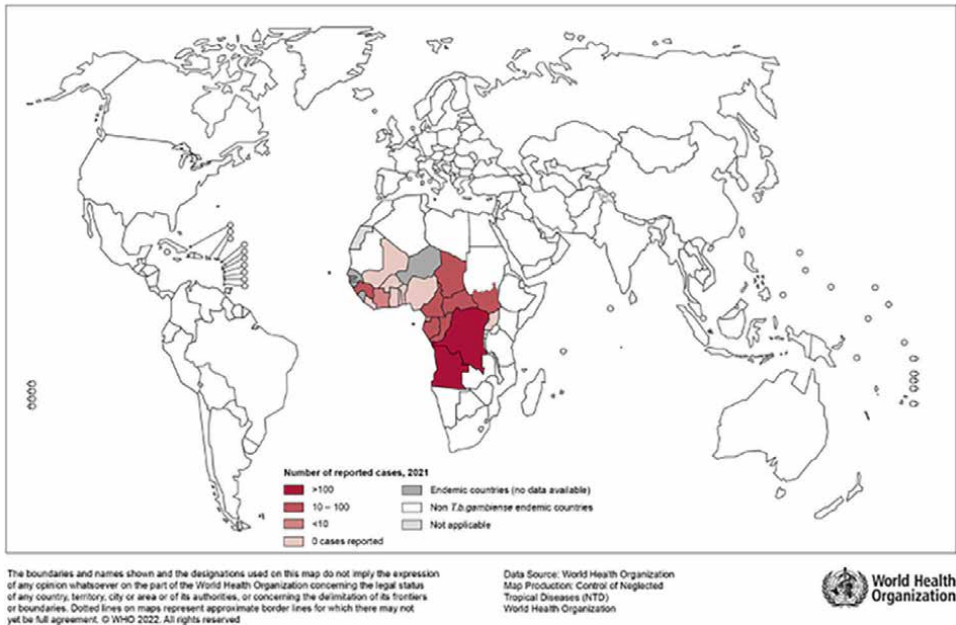 Number of reported cases, 2021
>100
10 – 100
<10
0 cases reported
Endemic countries (no data available)
Non T.b.gambiense endemic countries
Not applicable
The boundaries and names shown and the designations used on this map do not imply the expression
of any opinion whatsoever on the part of the World Health Organization concerning the legal status
of any country, territory, city or area or of its authorities, or concerning the delimitation of its frontiers
or boundaries. Dotted lines on maps represent approximate border lines for which there may not
yet be full agreement. © WHO 2022. All rights reserved
Data Source: World Health Organization
Map Production: Control of Neglected
Tropical Diseases (NTD)
World Health Organization
World Health
Organization